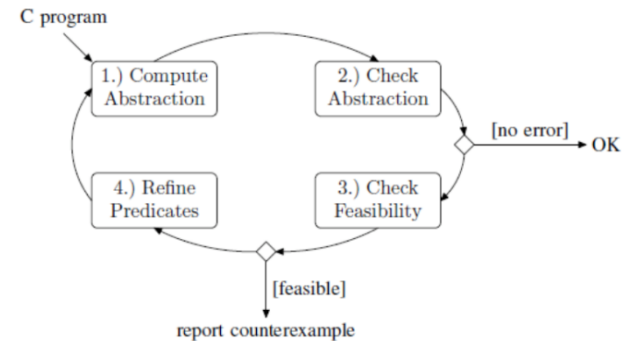 C program
1.) Compute
Abstraction
2.) Check
Abstraction
[no error]
OK
4.) Refine
Predicates
3.) Check
Feasibility
[feasible]
report counterexample